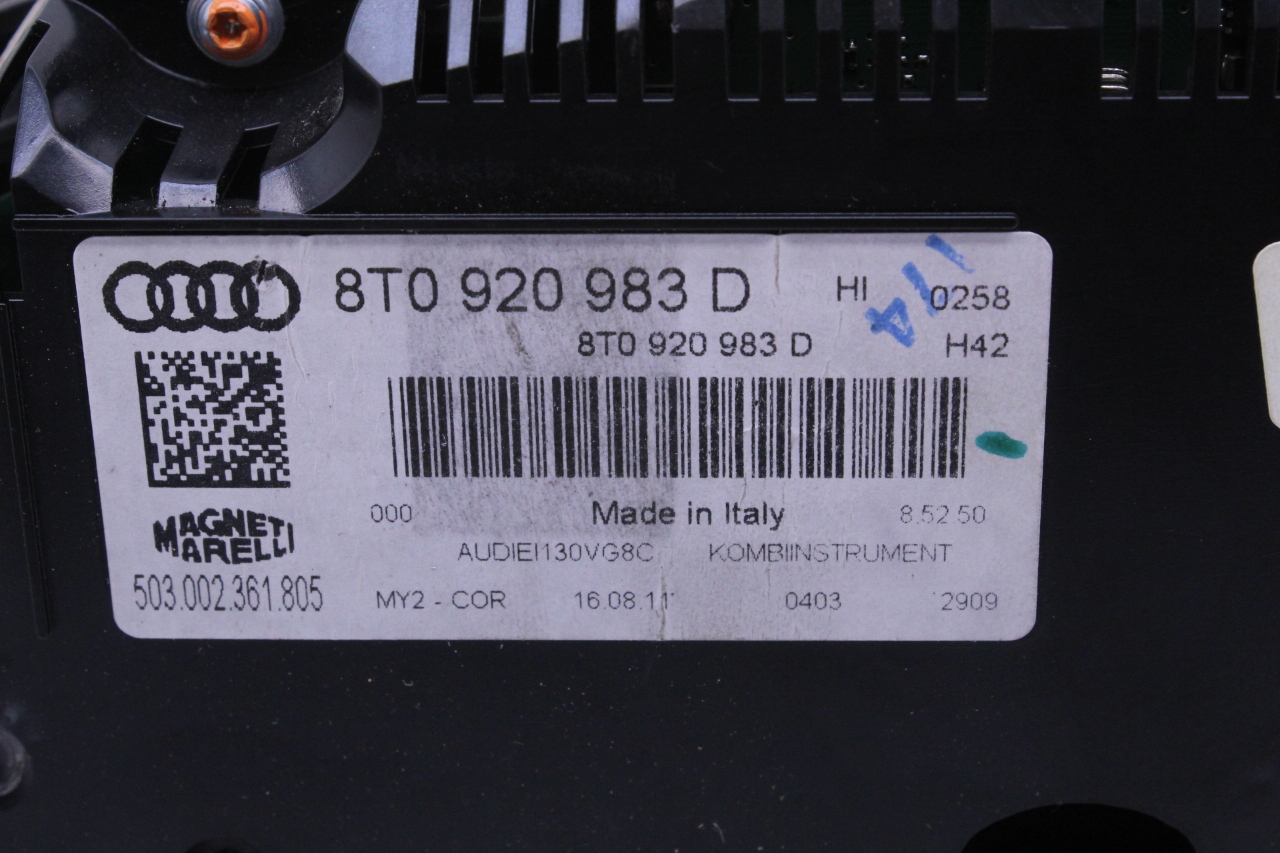 8T0 920 983 D HI 0258
8T0 920 983 D H42
114
000 Made in Italy 8.52.50
MAGNETI
MARELLI
AUDIEI130VG8C KOMBIINSTRUMENT
503.002.361.805 MY2 - COR 16.08.11 0403 2909